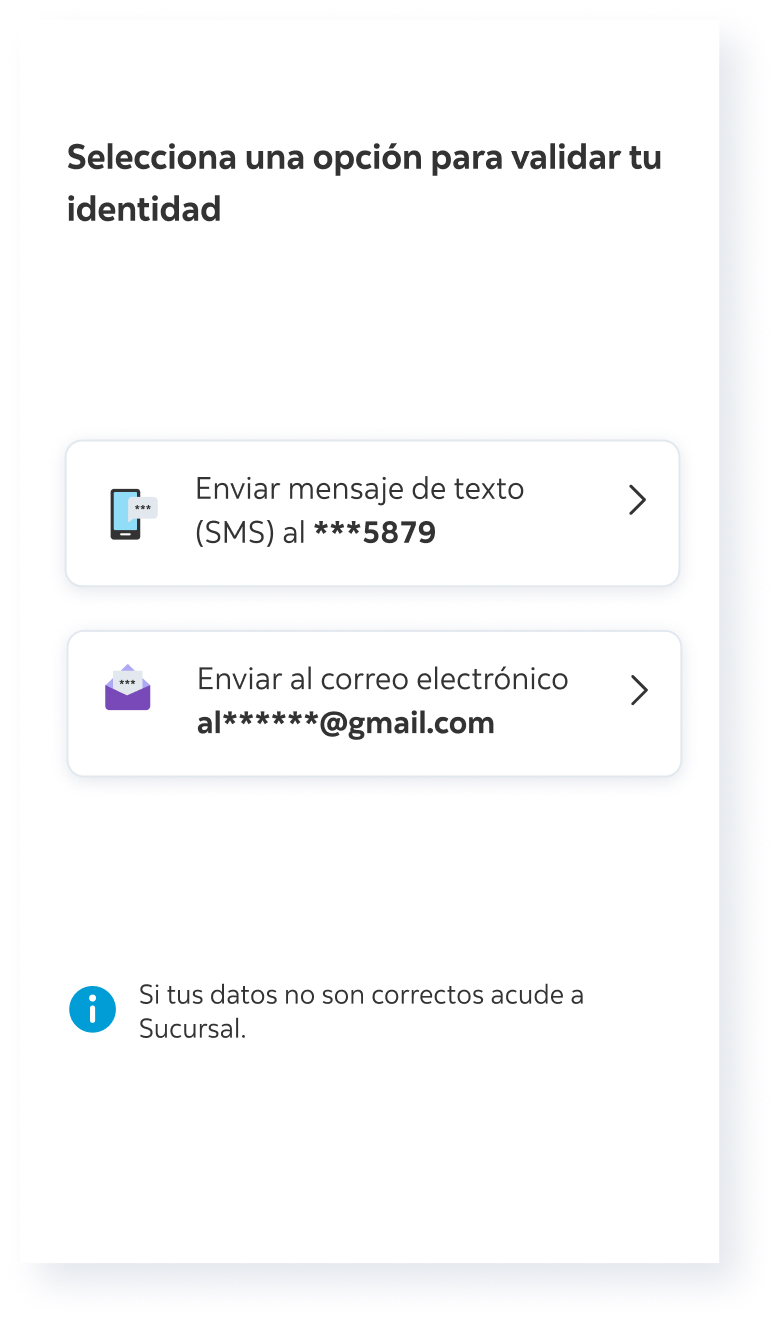 Selecciona una opción para validar tu
identidad
***
Enviar mensaje de texto
(SMS) al ***5879
***
Enviar al correo electrónico
al******@gmail.com
Si tus datos no son correctos acude a
Sucursal.